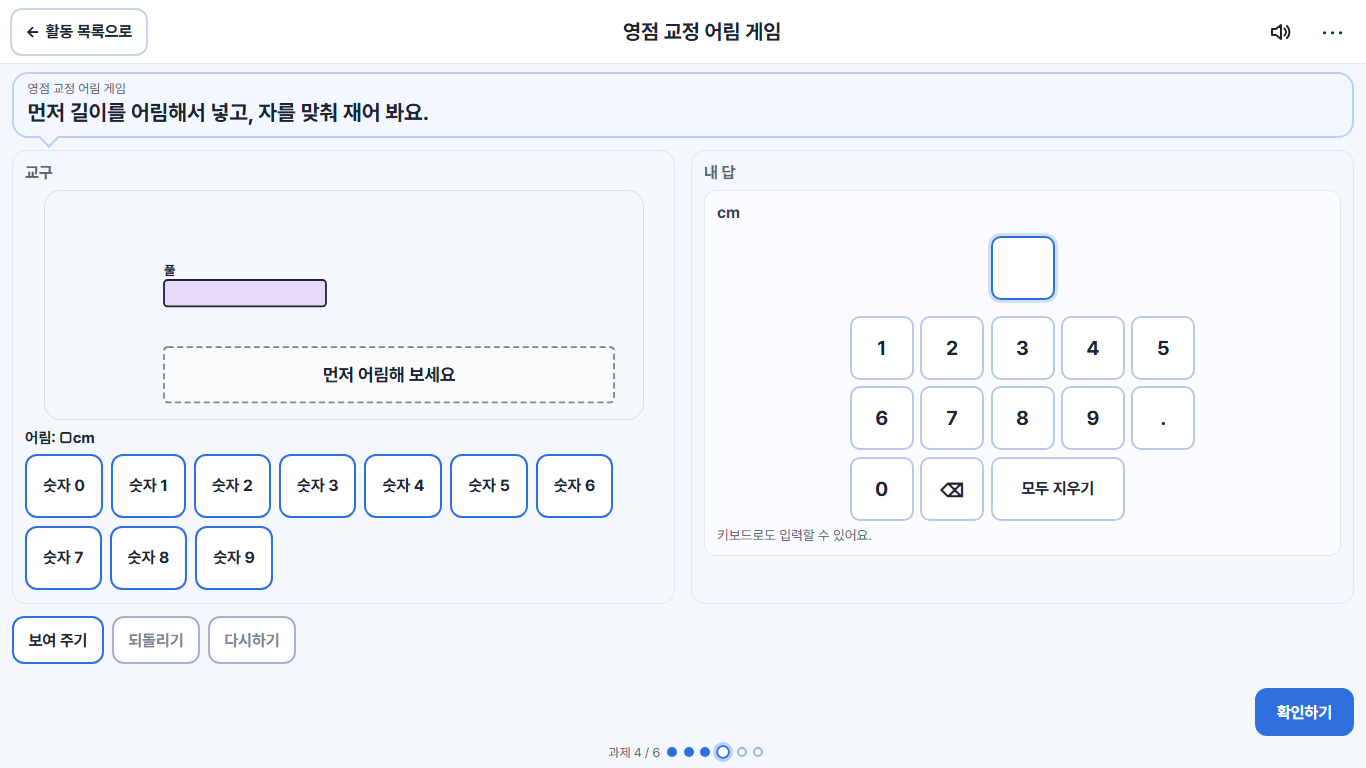 ← 활동 목록으로
영점 교정 어림 게임
영점 교정 어림 게임
먼저 길이를 어림해서 넣고, 자를 맞춰 재어 봐요.
교구
풀
먼저 어림해 보세요
어림: ▢cm
숫자 0 숫자 1 숫자 2 숫자 3 숫자 4 숫자 5 숫자 6
숫자 7 숫자 8 숫자 9
내 답
cm
1 2 3 4 5
6 7 8 9 .
0 ⌫ 모두 지우기
키보드로도 입력할 수 있어요.
보여 주기 되돌리기 다시하기
확인하기
과제 4 / 6